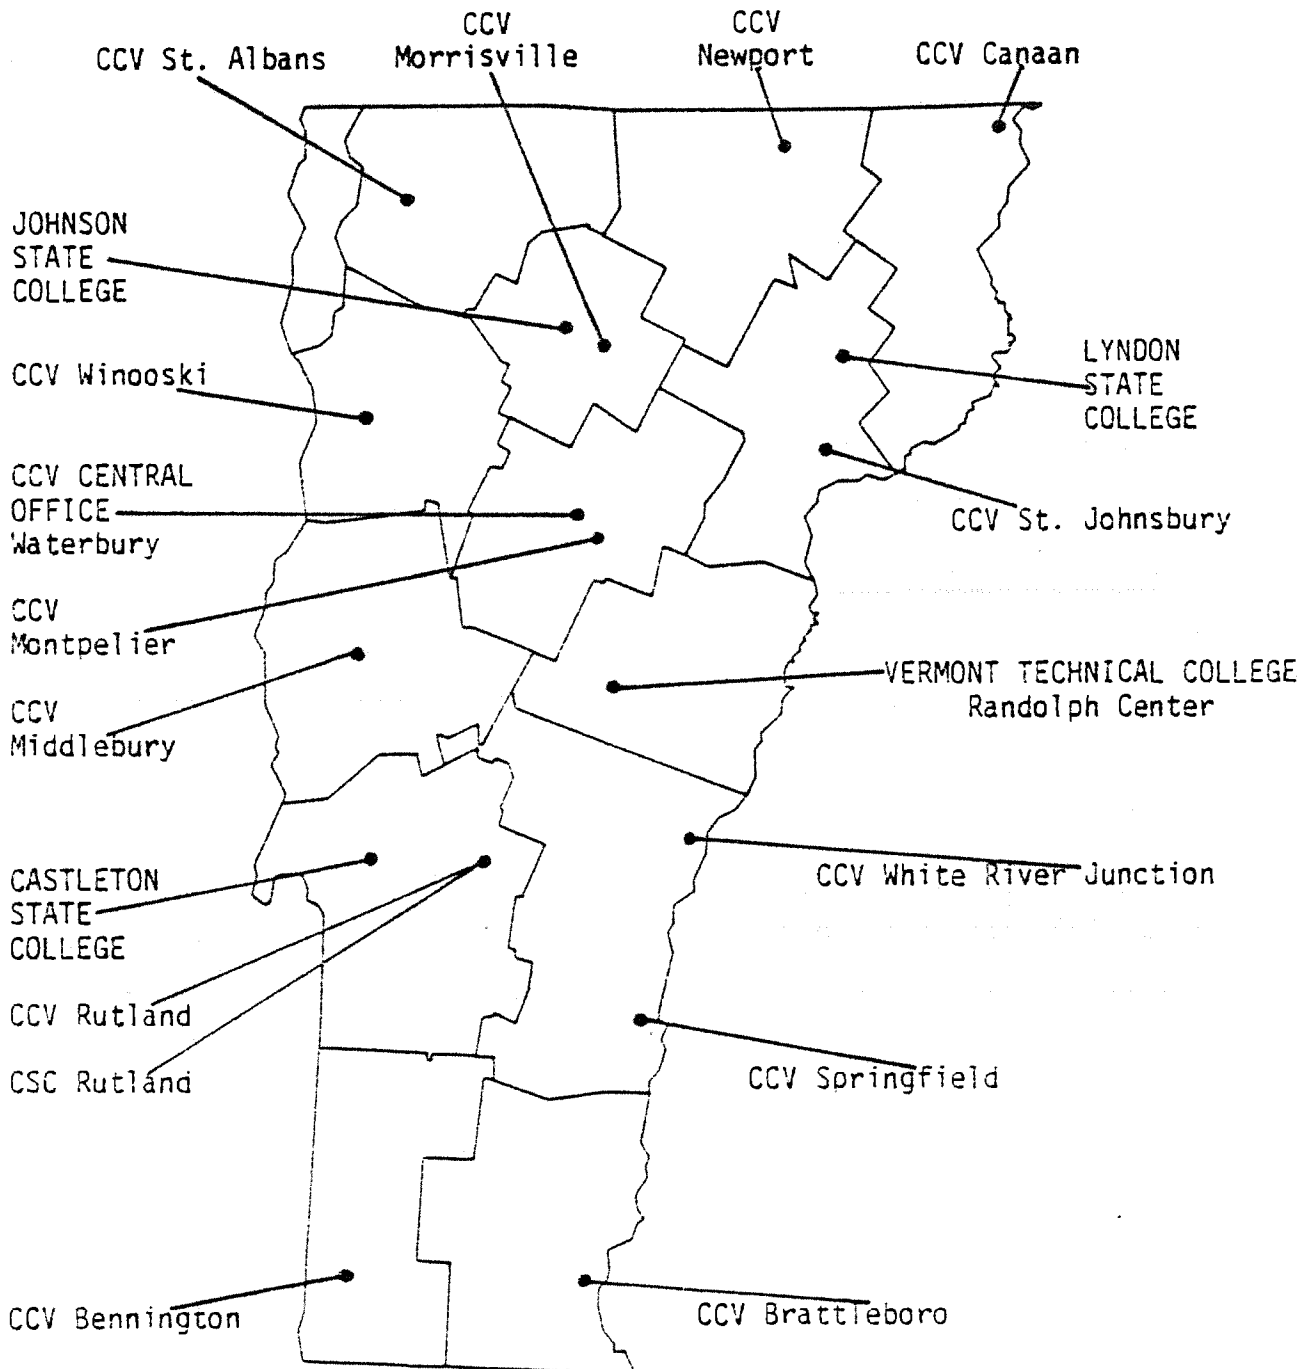 CCV St. Albans
CCV
Morrisville
CCV
Newport
CCV Canaan
JOHNSON
STATE
COLLEGE
CCV Winooski
LYNDON
STATE
COLLEGE
CCV CENTRAL
OFFICE
Waterbury
CCV St. Johnsbury
CCV
Montpelier
VERMONT TECHNICAL COLLEGE
Randolph Center
CCV
Middlebury
CASTLETON
STATE
COLLEGE
CCV White River Junction
CCV Rutland
CSC Rutland
CCV Springfield
CCV Bennington
CCV Brattleboro